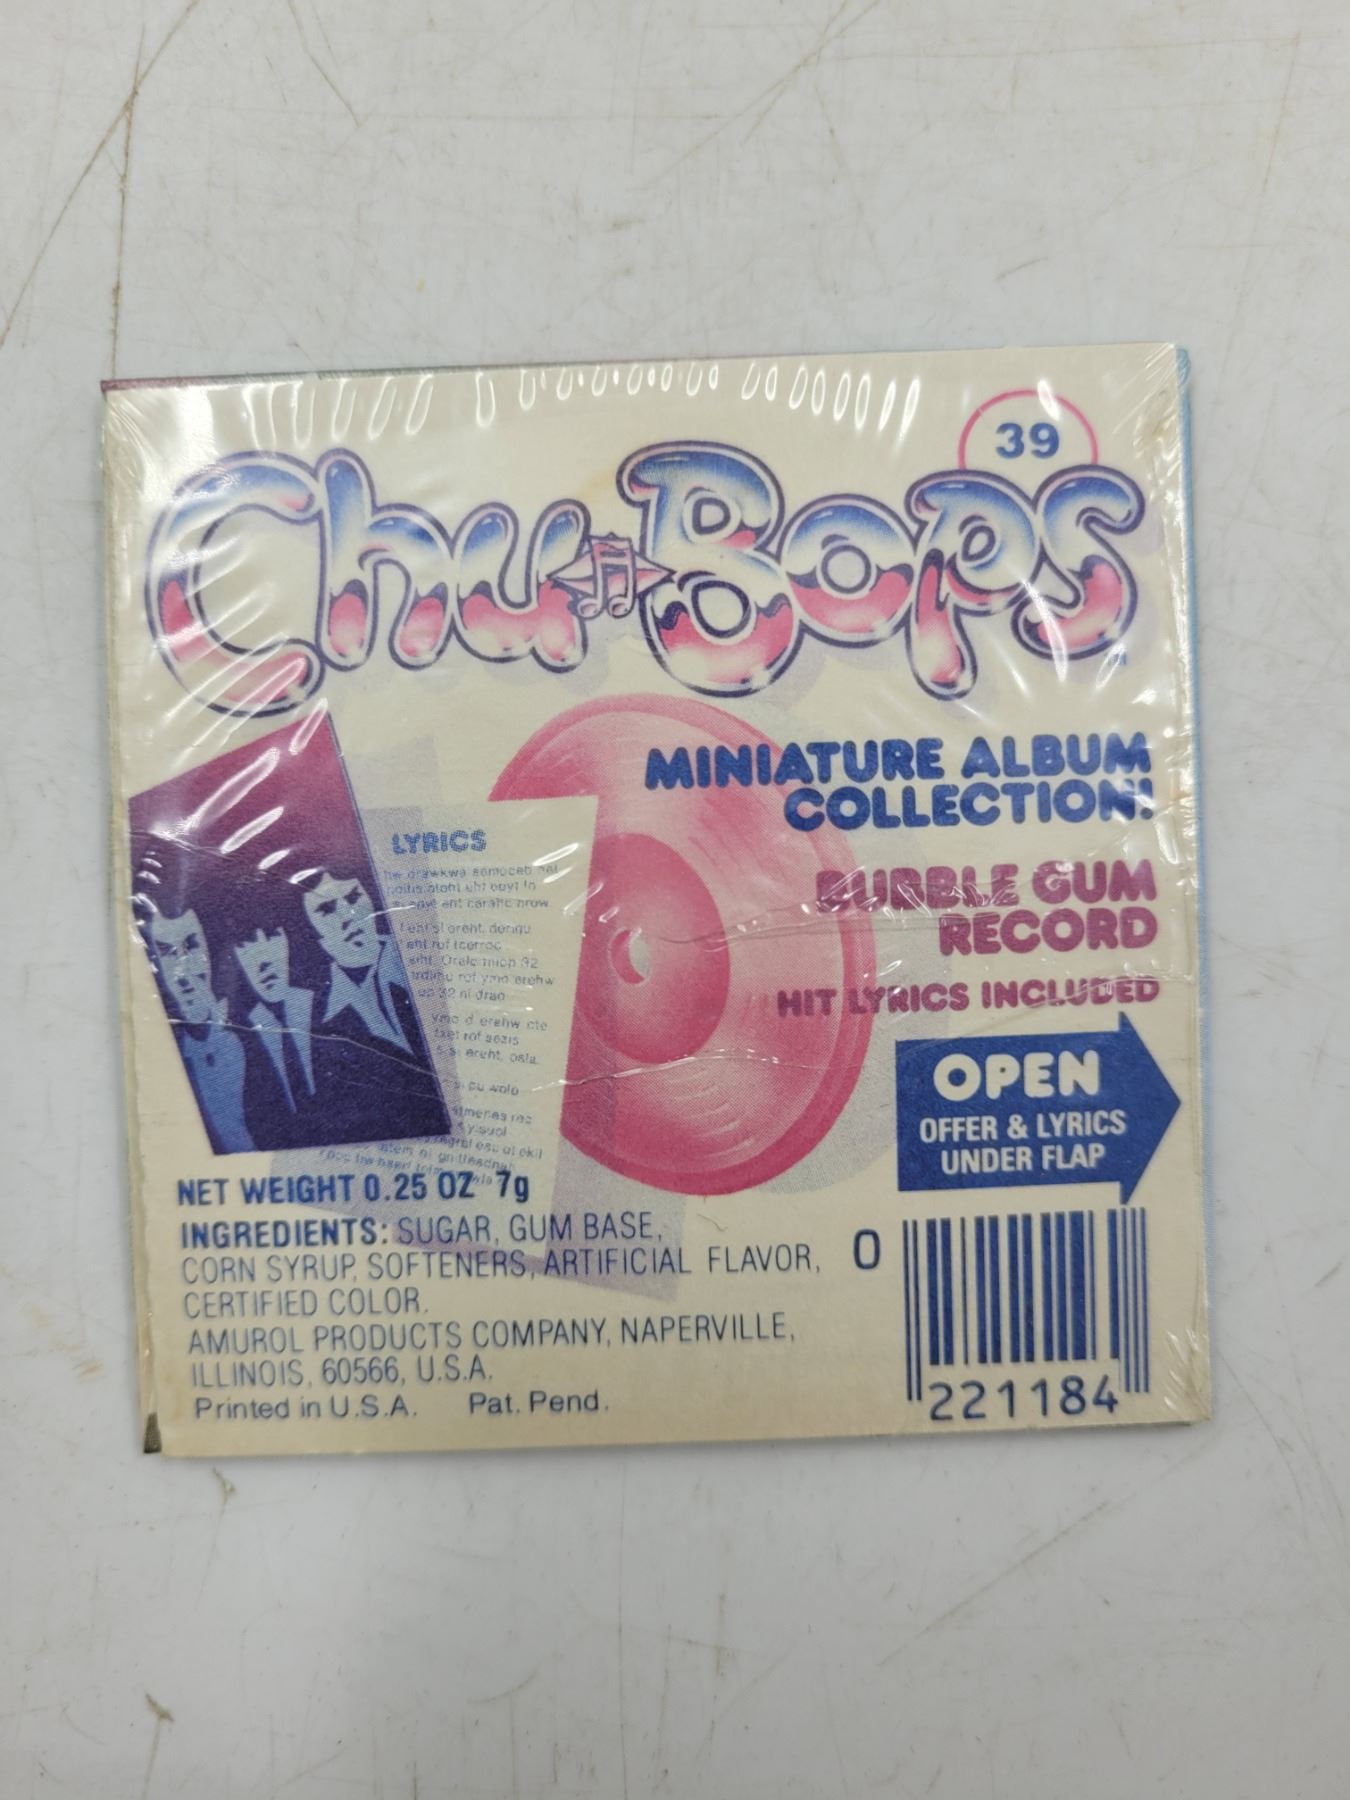 39
Chu Bops
TM
MINIATURE ALBUM
COLLECTION!
BUBBLE GUM
RECORD
HIT LYRICS INCLUDED
LYRICS
OPEN
OFFER & LYRICS
UNDER FLAP
NET WEIGHT 0.25 OZ 7g
INGREDIENTS: SUGAR, GUM BASE,
CORN SYRUP, SOFTENERS, ARTIFICIAL FLAVOR,
CERTIFIED COLOR.
AMUROL PRODUCTS COMPANY, NAPERVILLE,
ILLINOIS, 60566, U.S.A.
Printed in U.S.A. Pat. Pend.
0
221184